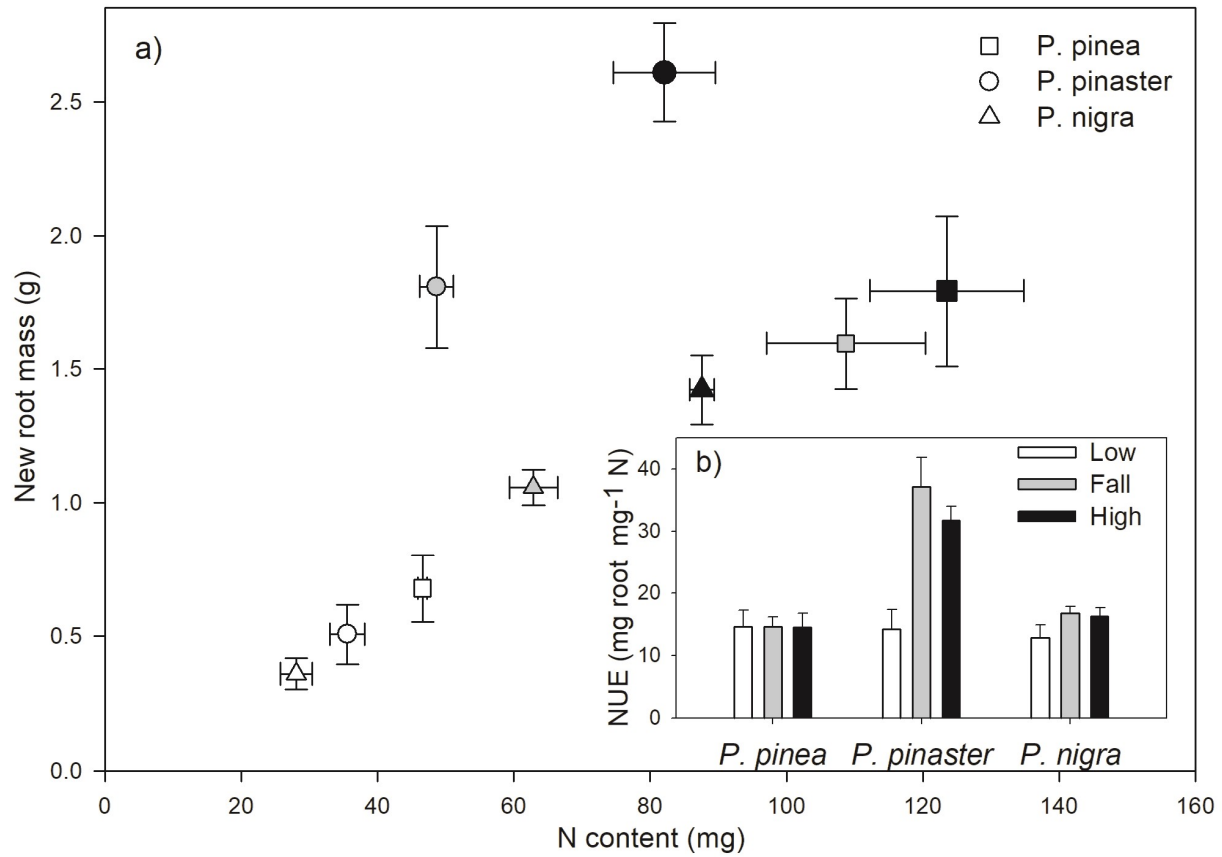 a)
P. pinea
P. pinaster
P. nigra
New root mass (g)
2.5
2.0
1.5
1.0
0.5
0.0
0 20 40 60 80 100 120 140 160
N content (mg)
b)
Low
Fall
High
NUE (mg root mg-1 N)
40
30
20
10
0
P. pinea P. pinaster P. nigra